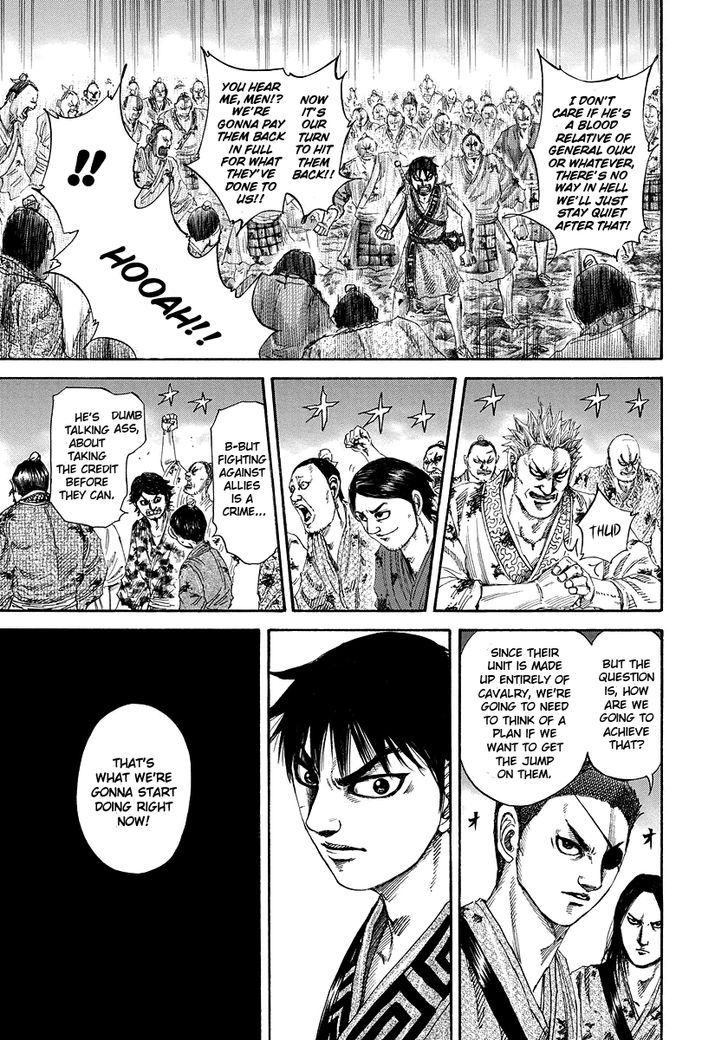 I DON'T
CARE IF HE'S
A BLOOD
RELATIVE OF
GENERAL OUKI
OR WHATEVER,
THERE'S NO
WAY IN HELL
WE'LL JUST
STAY QUIET
AFTER THAT!
NOW
IT'S
OUR
TURN
TO HIT
THEM
BACK!!
YOU HEAR
ME, MEN!?
WE'RE
GONNA PAY
THEM BACK
IN FULL
FOR WHAT
THEY'VE
DONE TO
US!!
!!
HOOAH!!
THUD
B-BUT
FIGHTING
AGAINST
ALLIES
IS A
CRIME...
DUMB
ASS,
HE'S
TALKING
ABOUT
TAKING
THE CREDIT
BEFORE
THEY CAN.
BUT THE
QUESTION
IS, HOW
ARE WE
GOING TO
ACHIEVE
THAT?
SINCE THEIR
UNIT IS MADE
UP ENTIRELY OF
CAVALRY, WE'RE
GOING TO NEED
TO THINK OF A
PLAN IF WE
WANT TO GET
THE JUMP
ON THEM.
オ
オ
THAT'S
WHAT WE'RE
GONNA START
DOING RIGHT
NOW!